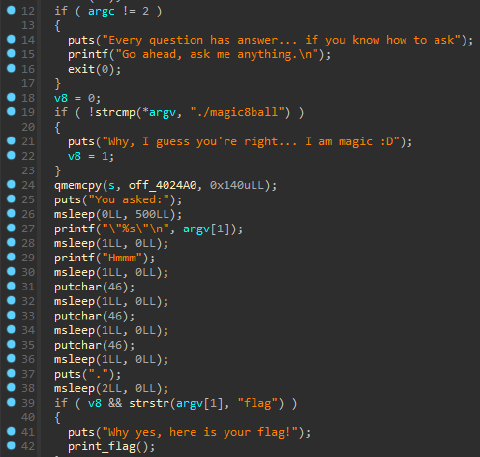 12 if ( argc != 2 )
13 {
14 puts("Every question has answer... if you know how to ask");
15 printf("Go ahead, ask me anything.\n");
16 exit(0);
17 }
18 v8 = 0;
19 if ( !strcmp(*argv, "./magic8ball") )
20 {
21 puts("Why, I guess you're right... I am magic :D");
22 v8 = 1;
23 }
24 qmemcpy(s, off_4024A0, 0x140uLL);
25 puts("You asked:");
26 msleep(0LL, 500LL);
27 printf("\"%s\"\n", argv[1]);
28 msleep(1LL, 0LL);
29 printf("Hmmm");
30 msleep(1LL, 0LL);
31 putchar(46);
32 msleep(1LL, 0LL);
33 putchar(46);
34 msleep(1LL, 0LL);
35 putchar(46);
36 msleep(1LL, 0LL);
37 puts(".");
38 msleep(2LL, 0LL);
39 if ( v8 && strstr(argv[1], "flag") )
40 {
41 puts("Why yes, here is your flag!");
42 print_flag();